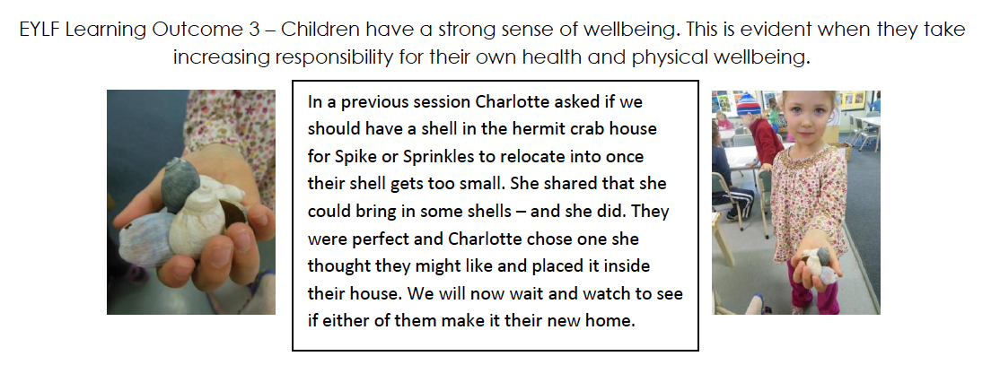 EYLF Learning Outcome 3 – Children have a strong sense of wellbeing. This is evident when they take
increasing responsibility for their own health and physical wellbeing.
In a previous session Charlotte asked if we
should have a shell in the hermit crab house
for Spike or Sprinkles to relocate into once
their shell gets too small. She shared that she
could bring in some shells – and she did. They
were perfect and Charlotte chose one she
thought they might like and placed it inside
their house. We will now wait and watch to see
if either of them make it their new home.